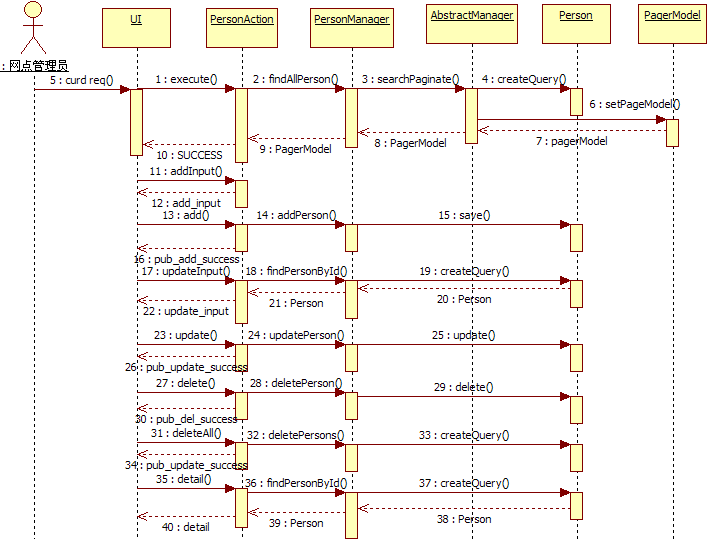 UI
PersonAction
PersonManager
AbstractManager
Person
PagerModel
: 网点管理员
5 : curd req()
1 : execute()
2 : findAllPerson()
3 : searchPaginate()
4 : createQuery()
6 : setPageModel()
7 : pagerModel
8 : PagerModel
9 : PagerModel
10 : SUCCESS
11 : addInput()
12 : add_input
13 : add()
14 : addPerson()
15 : save()
16 : pub_add_success
17 : updateInput()
18 : findPersonById()
19 : createQuery()
20 : Person
21 : Person
22 : update_input
23 : update()
24 : updatePerson()
25 : update()
26 : pub_update_success
27 : delete()
28 : deletePerson()
29 : delete()
30 : pub_del_success
31 : deleteAll()
32 : deletePersons()
33 : createQuery()
34 : pub_update_success
35 : detail()
36 : findPersonById()
37 : createQuery()
38 : Person
39 : Person
40 : detail